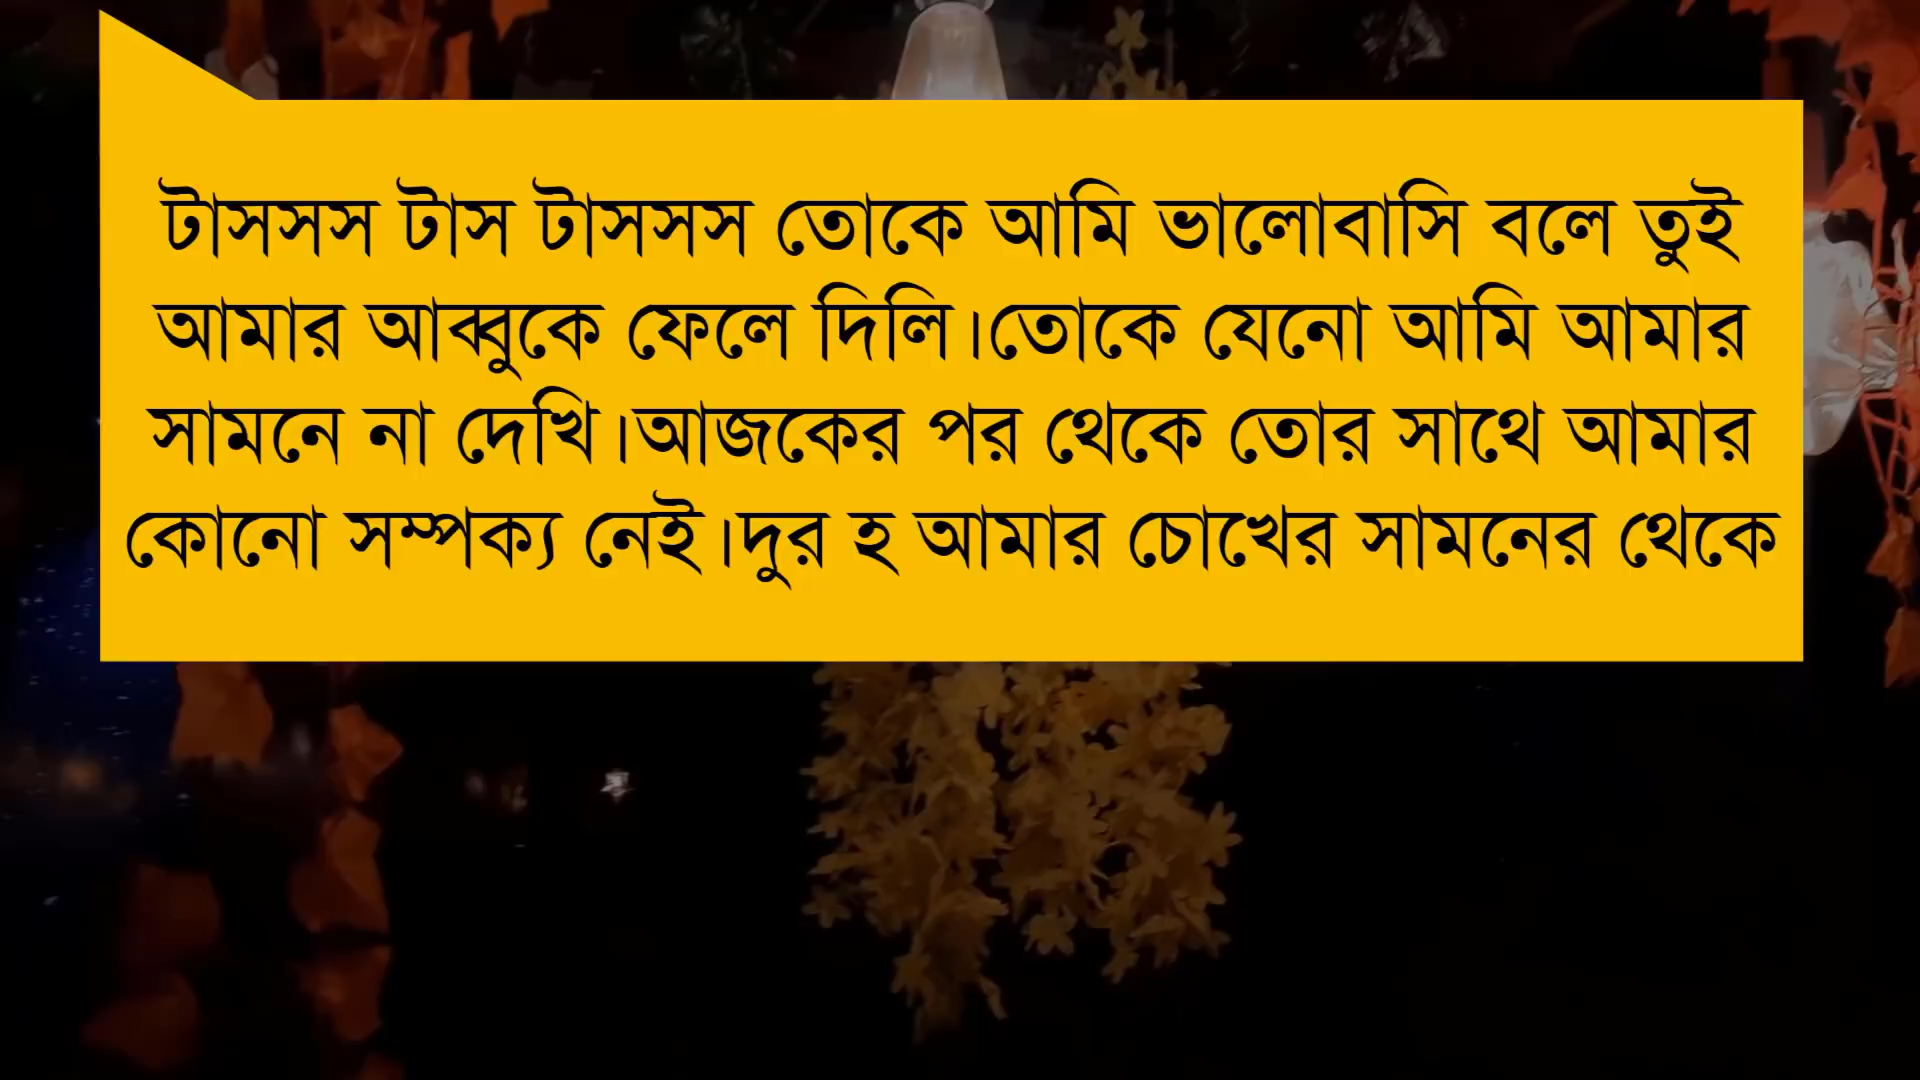 টাসসস টাস টাসসস তোকে আমি ভালোবাসি বলে তুই
আমার আব্বুকে ফেলে দিলি।তোকে যেনো আমি আমার
সামনে না দেখি।আজকের পর থেকে তোর সাথে আমার
কোনো সম্পক্য নেই।দুর হ আমার চোখের সামনের থেকে